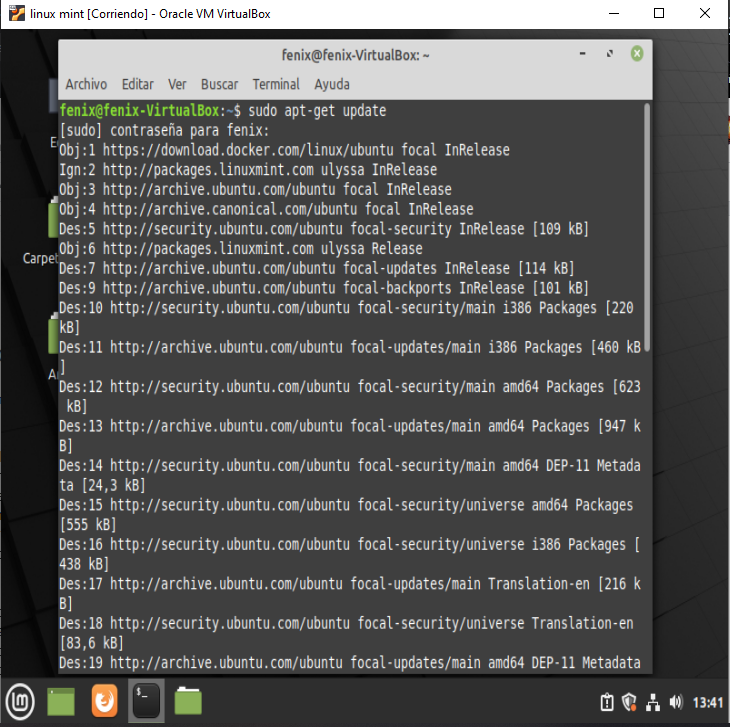 linux mint [Corriendo] - Oracle VM VirtualBox
fenix@fenix-VirtualBox: ~
Archivo Editar Ver Buscar Terminal Ayuda
fenix@fenix-VirtualBox:~$ sudo apt-get update
[sudo] contraseña para fenix:
Obj:1 https://download.docker.com/linux/ubuntu focal InRelease
Ign:2 http://packages.linuxmint.com ulyssa InRelease
Obj:3 http://archive.ubuntu.com/ubuntu focal InRelease
Obj:4 http://archive.canonical.com/ubuntu focal InRelease
Des:5 http://security.ubuntu.com/ubuntu focal-security InRelease [109 kB]
Obj:6 http://packages.linuxmint.com ulyssa Release
Des:7 http://archive.ubuntu.com/ubuntu focal-updates InRelease [114 kB]
Des:9 http://archive.ubuntu.com/ubuntu focal-backports InRelease [101 kB]
Des:10 http://security.ubuntu.com/ubuntu focal-security/main i386 Packages [220
kB]
Des:11 http://archive.ubuntu.com/ubuntu focal-updates/main i386 Packages [460 kB
]
Des:12 http://security.ubuntu.com/ubuntu focal-security/main amd64 Packages [623
kB]
Des:13 http://archive.ubuntu.com/ubuntu focal-updates/main amd64 Packages [947 k
B]
Des:14 http://security.ubuntu.com/ubuntu focal-security/main amd64 DEP-11 Metada
ta [24,3 kB]
Des:15 http://security.ubuntu.com/ubuntu focal-security/universe amd64 Packages
[555 kB]
Des:16 http://security.ubuntu.com/ubuntu focal-security/universe i386 Packages [
438 kB]
Des:17 http://archive.ubuntu.com/ubuntu focal-updates/main Translation-en [216 k
B]
Des:18 http://security.ubuntu.com/ubuntu focal-security/universe Translation-en
[83,6 kB]
Des:19 http://archive.ubuntu.com/ubuntu focal-updates/main amd64 DEP-11 Metadata
Carpet
13:41